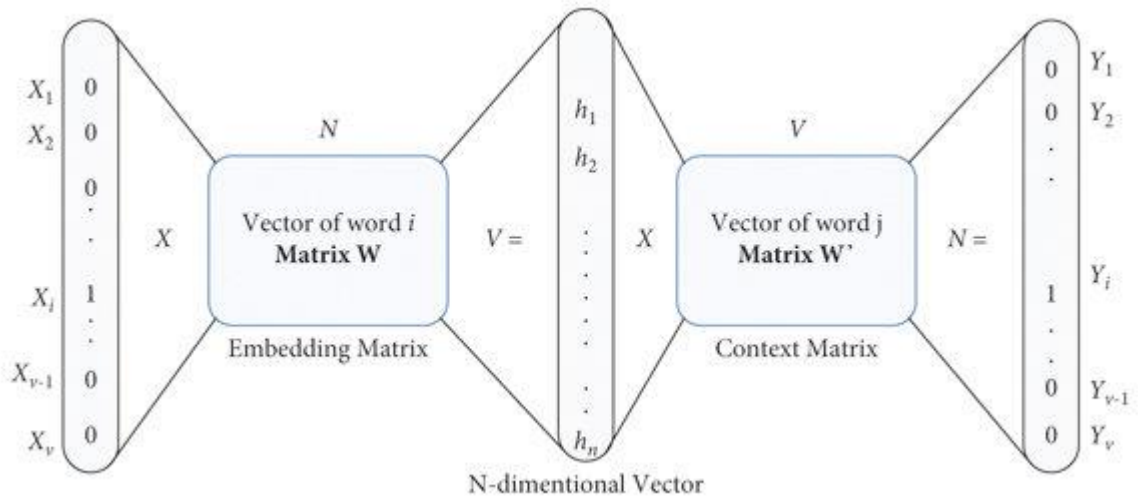 X₁
X₂
Xᵢ
Xᵥ₋₁
Xᵥ
0
0
0
.
.
1
.
.
0
0
X
N
Vector of word i
Matrix W
Embedding Matrix
V =
h₁
h₂
.
.
.
.
.
.
.
.
hₙ
N-dimentional Vector
X
V
Vector of word j
Matrix W’
Context Matrix
N =
0
0
.
.
1
.
.
0
0
Y₁
Y₂
Yᵢ
Yᵥ₋₁
Yᵥ